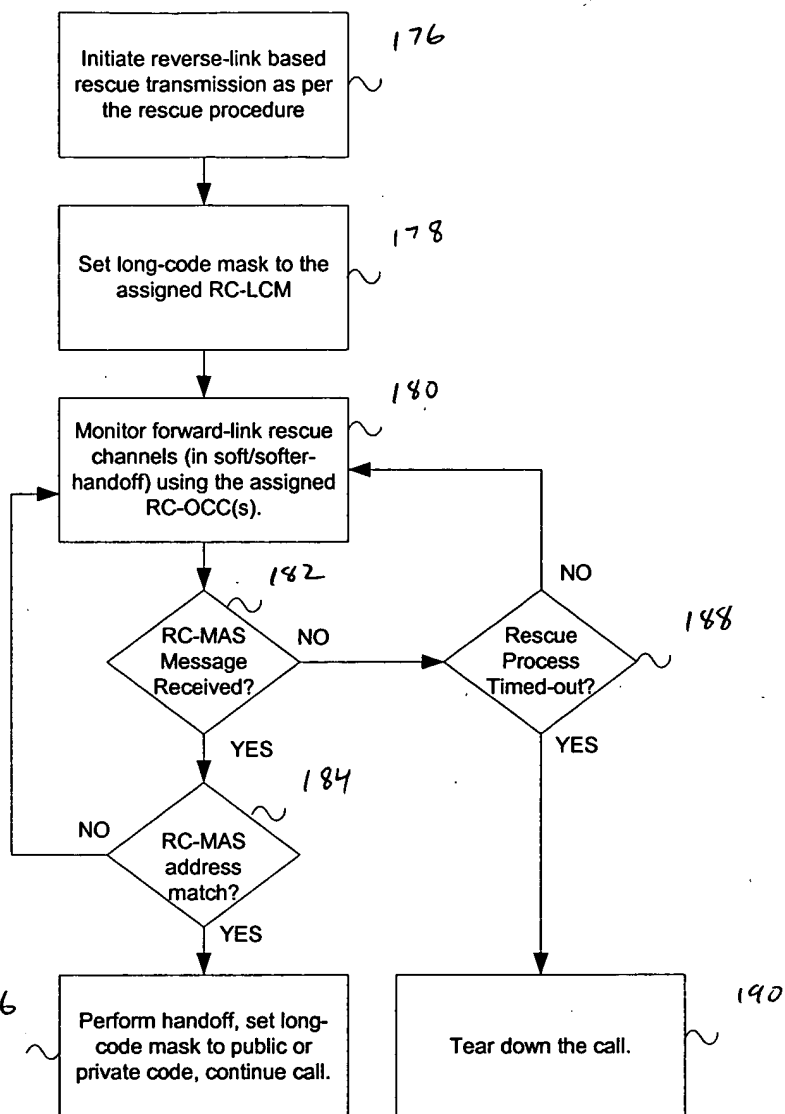 176
Initiate reverse-link based
rescue transmission as per
the rescue procedure
178
Set long-code mask to the
assigned RC-LCM
180
Monitor forward-link rescue
channels (in soft/softer-
handoff) using the assigned
RC-OCC(s).
182
RC-MAS
Message
Received?
NO
YES
NO
Rescue
Process
Timed-out?
188
YES
184
NO
RC-MAS
address
match?
YES
6
Perform handoff, set long-
code mask to public or
private code, continue call.
Tear down the call.
190